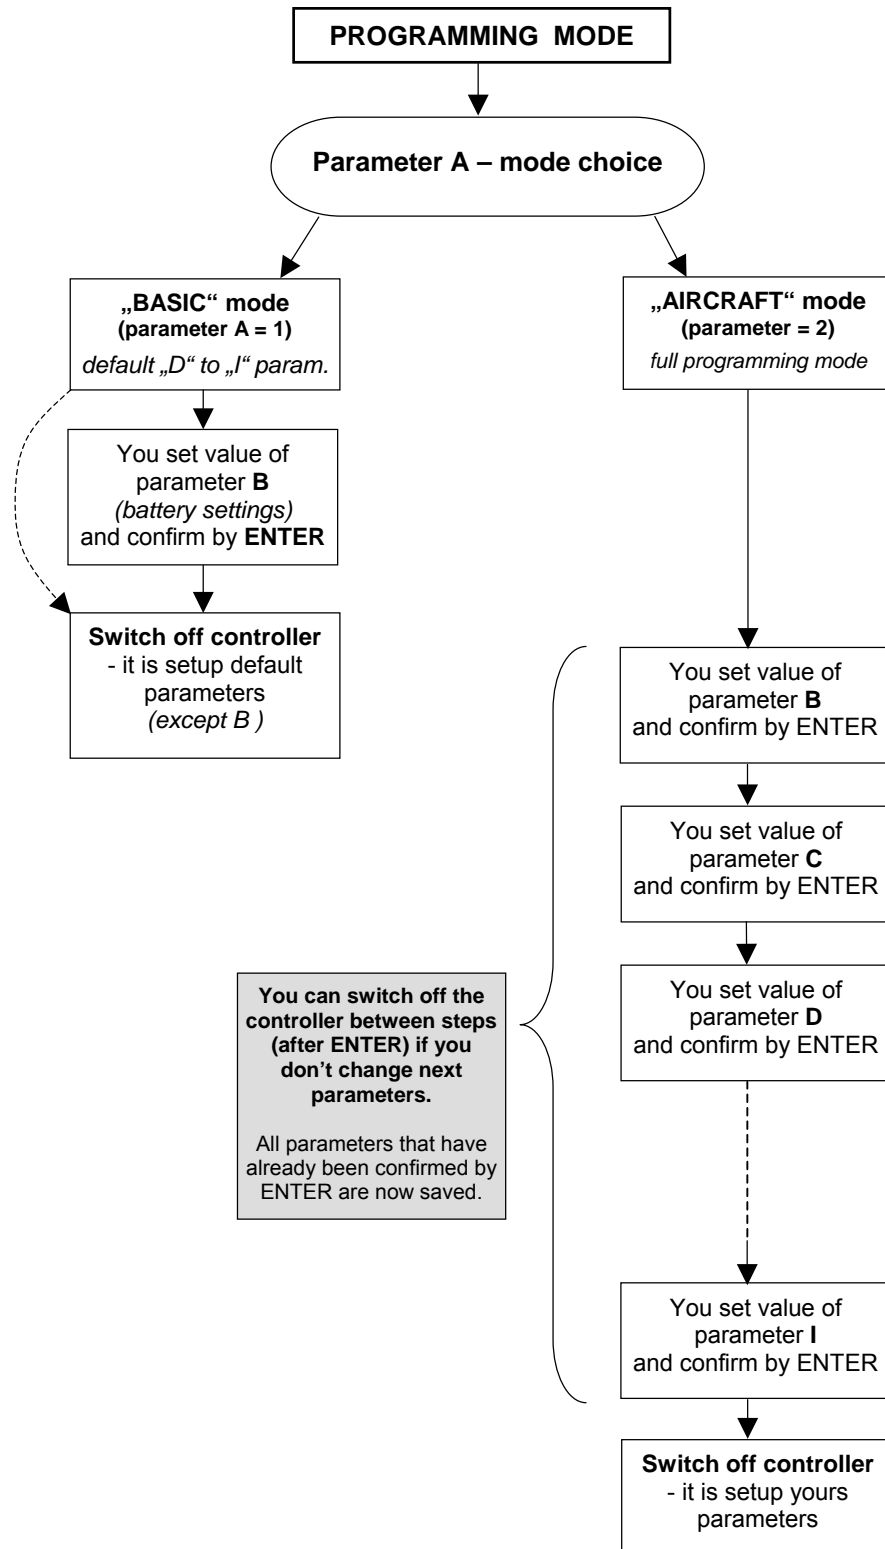 PROGRAMMING MODE
Parameter A – mode choice
„BASIC“ mode
(parameter A = 1)
default „D“ to „I“ param.
You set value of
parameter B
(battery settings)
and confirm by ENTER
Switch off controller
- it is setup default
parameters
(except B )
„AIRCRAFT“ mode
(parameter = 2)
full programming mode
You set value of
parameter B
and confirm by ENTER
You set value of
parameter C
and confirm by ENTER
You set value of
parameter D
and confirm by ENTER
You can switch off the
controller between steps
(after ENTER) if you
don’t change next
parameters.
All parameters that have
already been confirmed by
ENTER are now saved.
You set value of
parameter I
and confirm by ENTER
Switch off controller
- it is setup yours
parameters